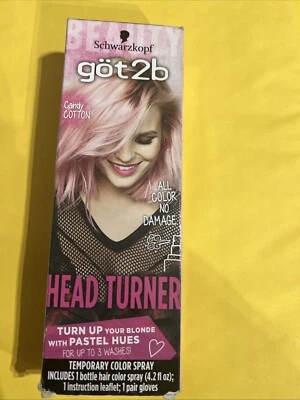 BEAUTY
Schwarzkopf
göt2b
Candy
COTTON
ALL
COLOR
NO
DAMAGE
HEAD TURNER
TURN UP YOUR BLONDE
WITH PASTEL HUES
FOR UP TO 3 WASHES!
TEMPORARY COLOR SPRAY
INCLUDES 1 bottle hair color spray (4.2 fl oz);
1 instruction leaflet; 1 pair gloves